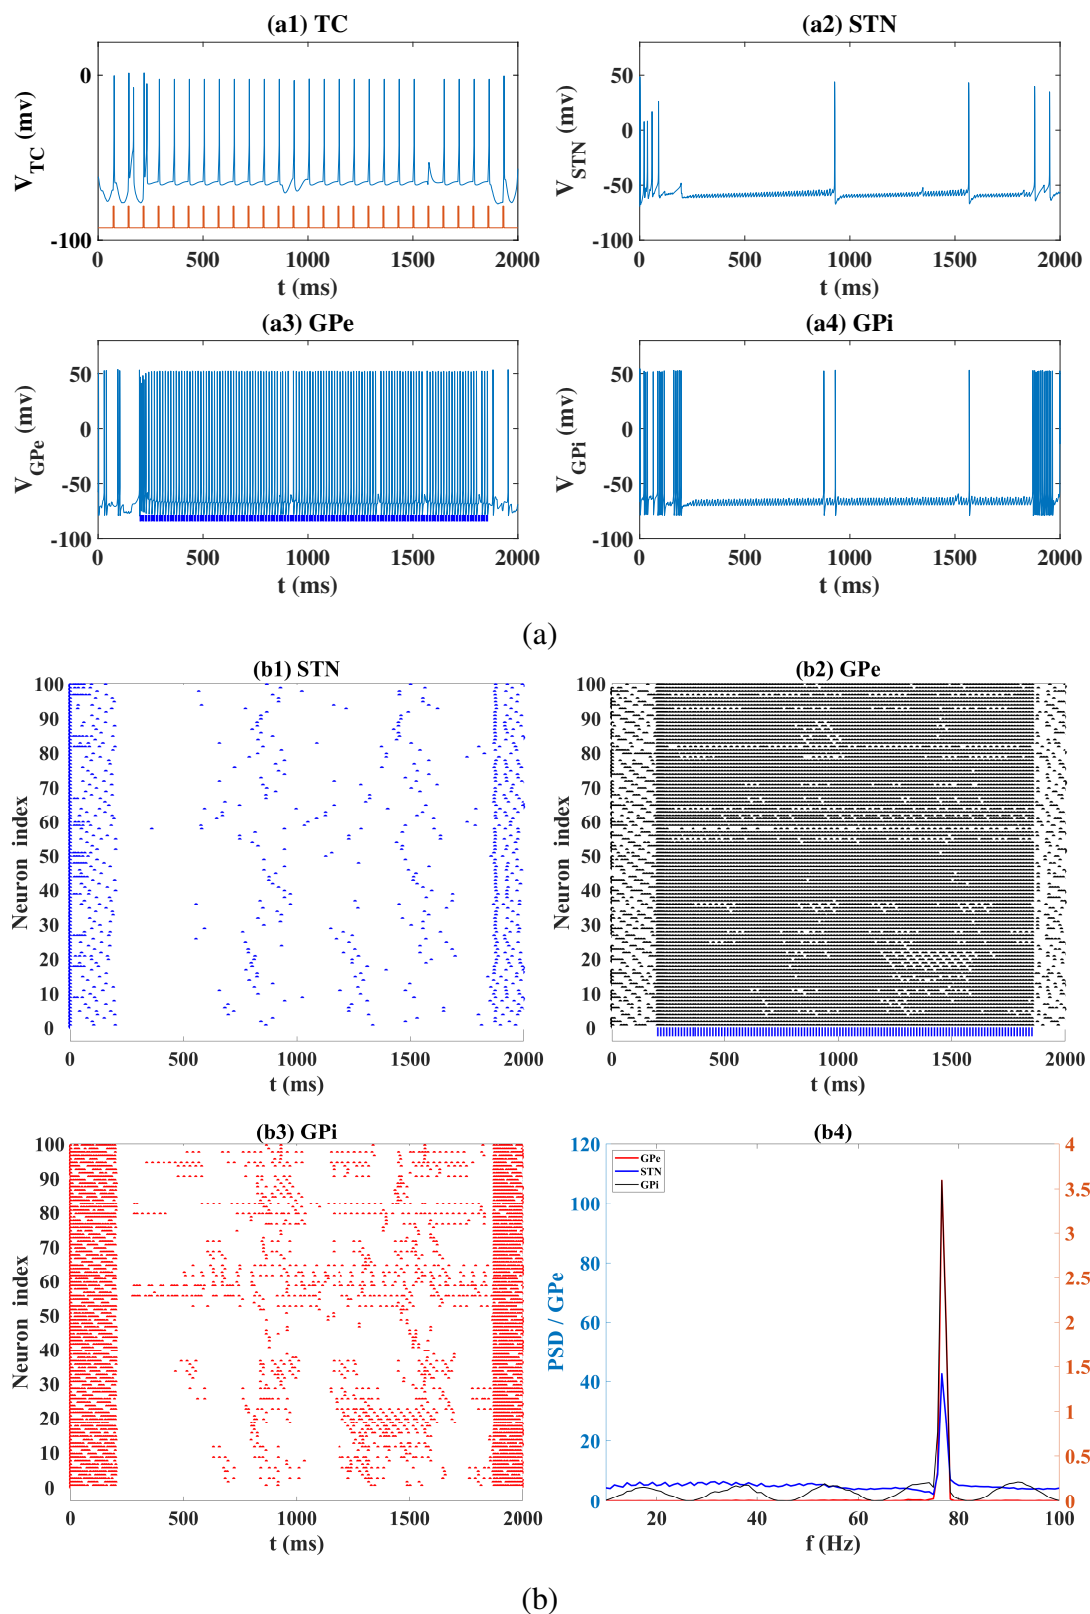 (a1) TC
(a2) STN
V_TC (mv)
0
-100
0 500 1000 1500 2000
t (ms)
V_STN (mv)
50
0
-50
-100
0 500 1000 1500 2000
t (ms)
(a3) GPe
(a4) GPi
V_GPe (mv)
50
0
-50
-100
0 500 1000 1500 2000
t (ms)
V_GPi (mv)
50
0
-50
-100
0 500 1000 1500 2000
t (ms)
(a)
(b1) STN
(b2) GPe
Neuron index
100
90
80
70
60
50
40
30
20
10
0
0 500 1000 1500 2000
t (ms)
Neuron index
100
90
80
70
60
50
40
30
20
10
0
0 500 1000 1500 2000
t (ms)
(b3) GPi
(b4)
Neuron index
100
90
80
70
60
50
40
30
20
10
0
0 500 1000 1500 2000
t (ms)
PSD / GPe
120
100
80
60
40
20
0
GPe
STN
GPi
4
3.5
3
2.5
2
1.5
1
0.5
0
20 40 60 80 100
f (Hz)
(b)